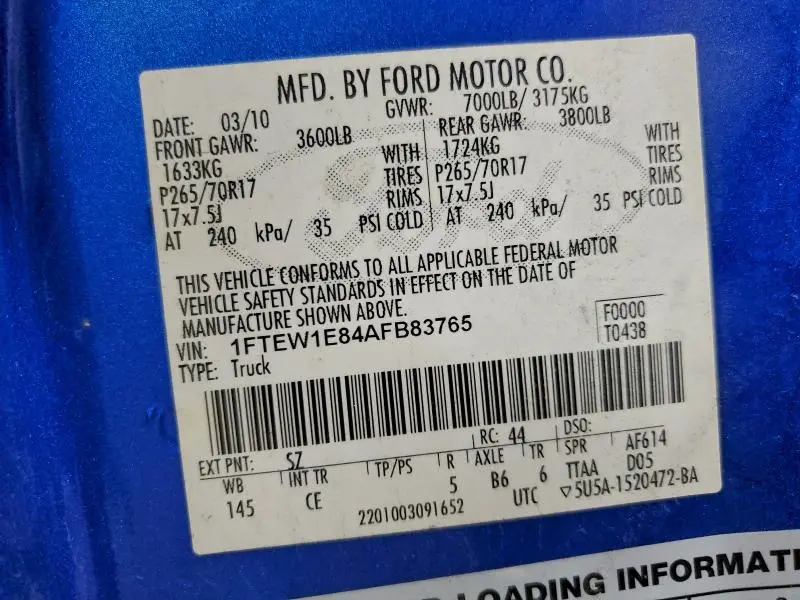 MFD. BY FORD MOTOR CO.
DATE: 03/10 GVWR: 7000LB/ 3175KG
FRONT GAWR: 3600LB REAR GAWR: 3800LB
1633KG WITH 1724KG WITH
P265/70R17 TIRES P265/70R17 TIRES
17x7.5J RIMS 17x7.5J RIMS
AT 240 kPa/ 35 PSI COLD AT 240 kPa/ 35 PSI COLD
THIS VEHICLE CONFORMS TO ALL APPLICABLE FEDERAL MOTOR
VEHICLE SAFETY STANDARDS IN EFFECT ON THE DATE OF
MANUFACTURE SHOWN ABOVE.
VIN: 1FTEW1E84AFB83765 F0000
TYPE: Truck T0438
EXT PNT: SZ RC: 44 DSO:
WB INT TR TP/PS R AXLE TR SPR AF614
145 CE 5 B6 6 TTAA D05
2201003091652 UTC ▽5U5A-1520472-BA
LOADING INFORMATI
Ford